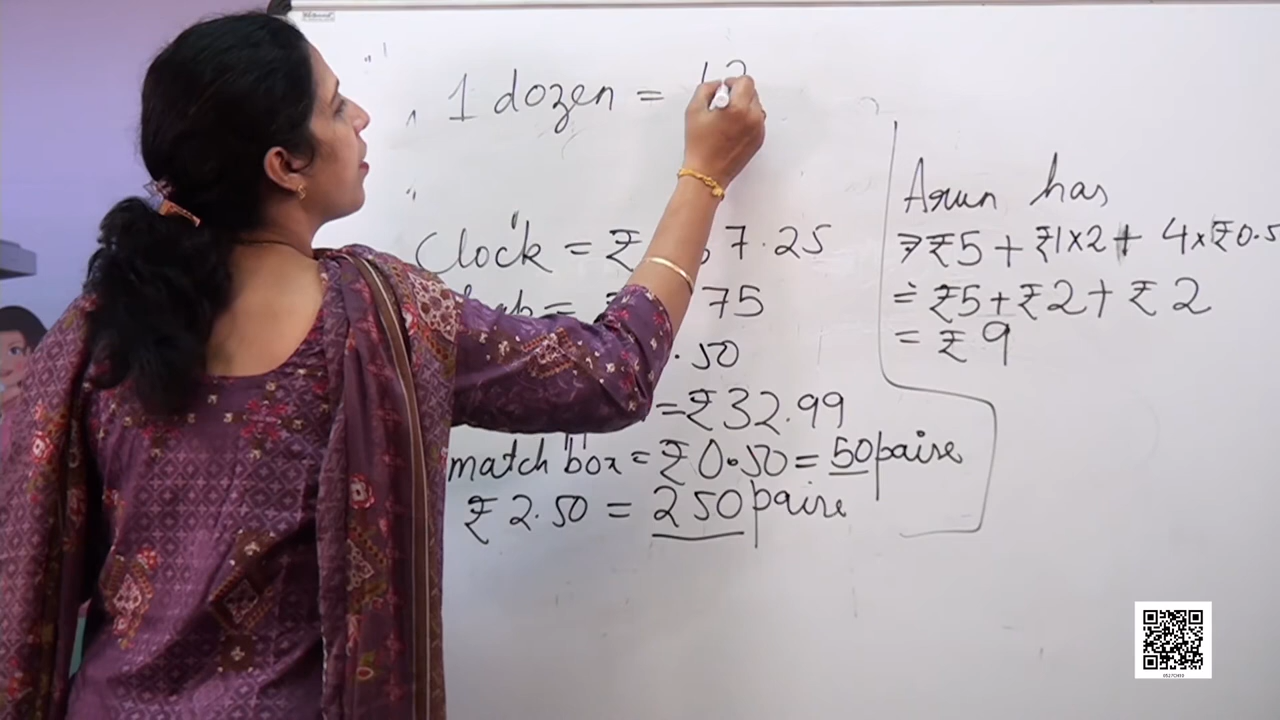 1 dozen = 12
Clock = ₹ 7.25
= 75
.50
= ₹32.99
match box = ₹0.50 = 50 paise
₹ 2.50 = 250 paise
Arun has
₹5 + ₹1×2 + 4×₹0.5
= ₹5 + ₹2 + ₹ 2
= ₹ 9